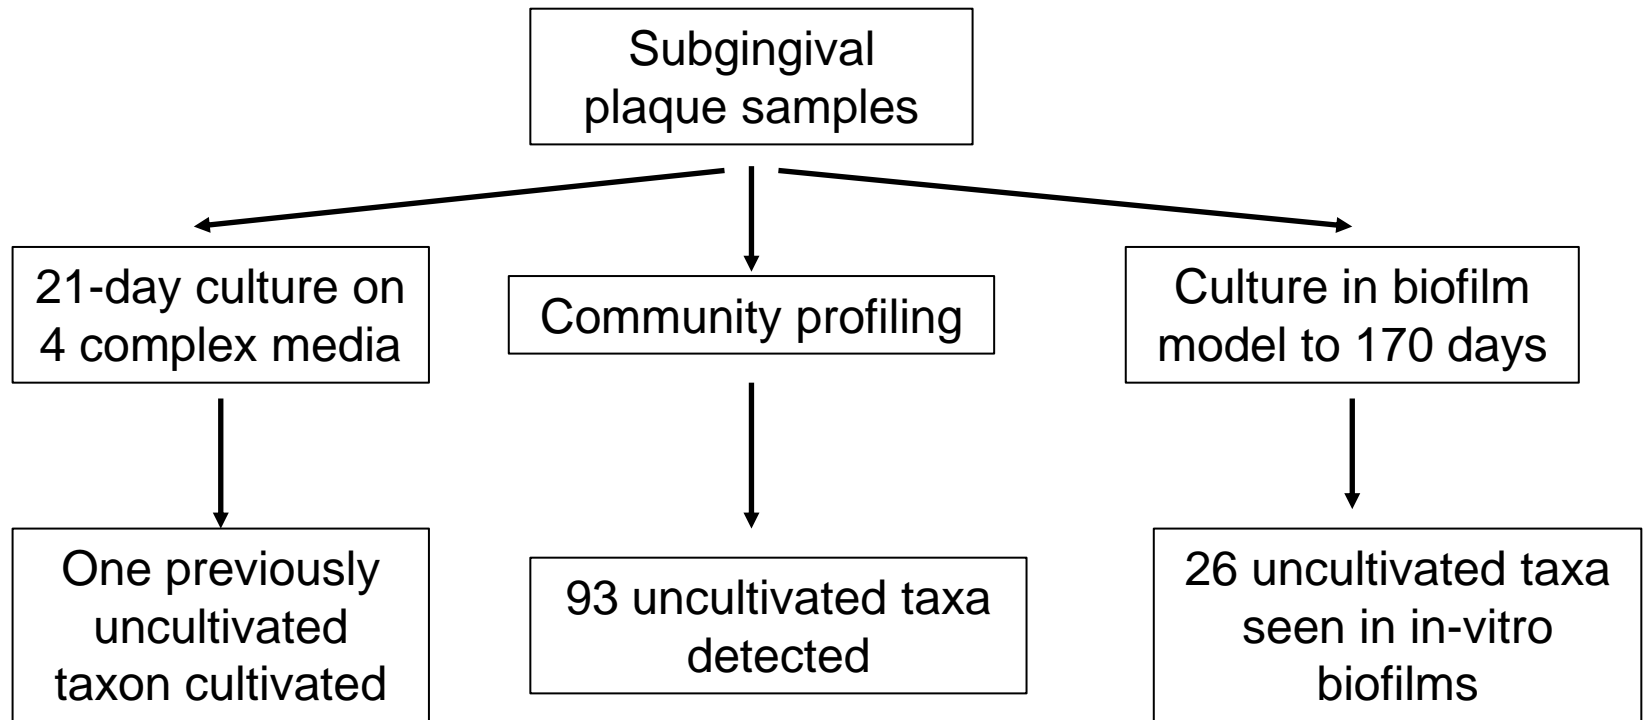 Subgingival
plaque samples
21-day culture on
4 complex media
Community profiling
Culture in biofilm
model to 170 days
One previously
uncultivated
taxon cultivated
93 uncultivated taxa
detected
26 uncultivated taxa
seen in in-vitro
biofilms